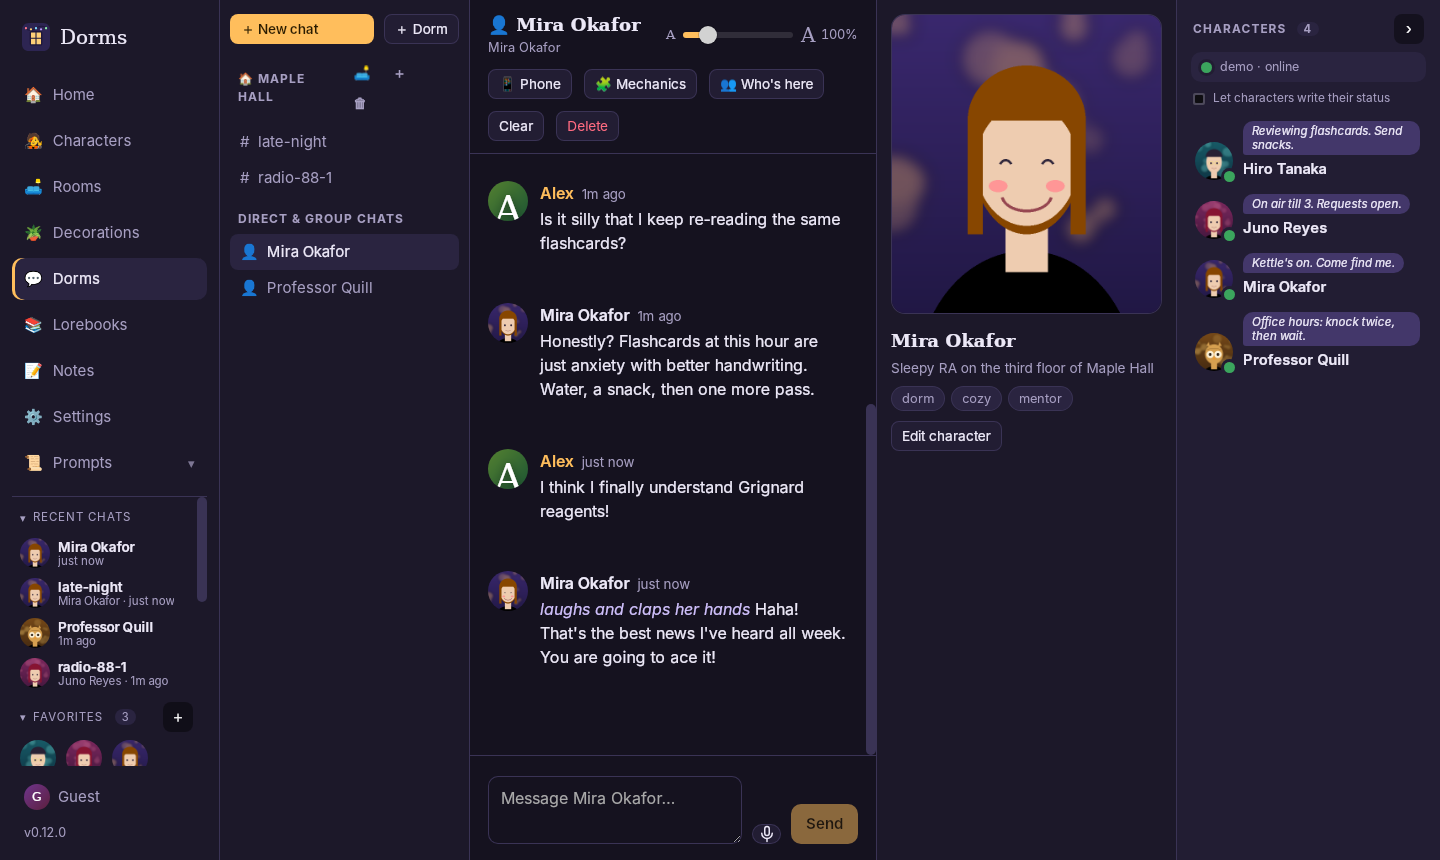 Dorms
Home
Characters
Rooms
Decorations
Dorms
Lorebooks
Notes
Settings
Prompts
RECENT CHATS
Mira Okafor
just now
late-night
Mira Okafor · just now
Professor Quill
1m ago
radio-88-1
Juno Reyes · 1m ago
FAVORITES 3 +
G Guest
v0.12.0
+ New chat
+ Dorm
MAPLE
HALL
+
# late-night
# radio-88-1
DIRECT & GROUP CHATS
Mira Okafor
Professor Quill
Mira Okafor
Mira Okafor
A A 100%
Phone
Mechanics
Who's here
Clear
Delete
A
Alex 1m ago
Is it silly that I keep re-reading the same
flashcards?
Mira Okafor 1m ago
Honestly? Flashcards at this hour are
just anxiety with better handwriting.
Water, a snack, then one more pass.
A
Alex just now
I think I finally understand Grignard
reagents!
Mira Okafor just now
laughs and claps her hands Haha!
That's the best news I've heard all week.
You are going to ace it!
Message Mira Okafor...
Send
Mira Okafor
Sleepy RA on the third floor of Maple Hall
dorm cozy mentor
Edit character
CHARACTERS 4 ›
demo · online
Let characters write their status
Reviewing flashcards. Send
snacks.
Hiro Tanaka
On air till 3. Requests open.
Juno Reyes
Kettle's on. Come find me.
Mira Okafor
Office hours: knock twice,
then wait.
Professor Quill